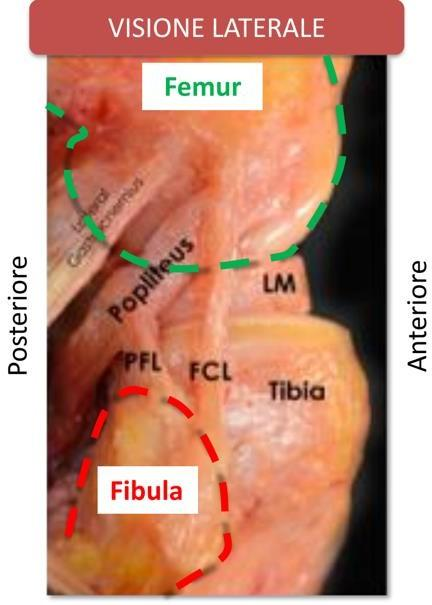 VISIONE LATERALE
Femur
Lateral
Gastrocnemius
Popliteus
LM
Posteriore
Anteriore
PFL
FCL
Tibia
Fibula